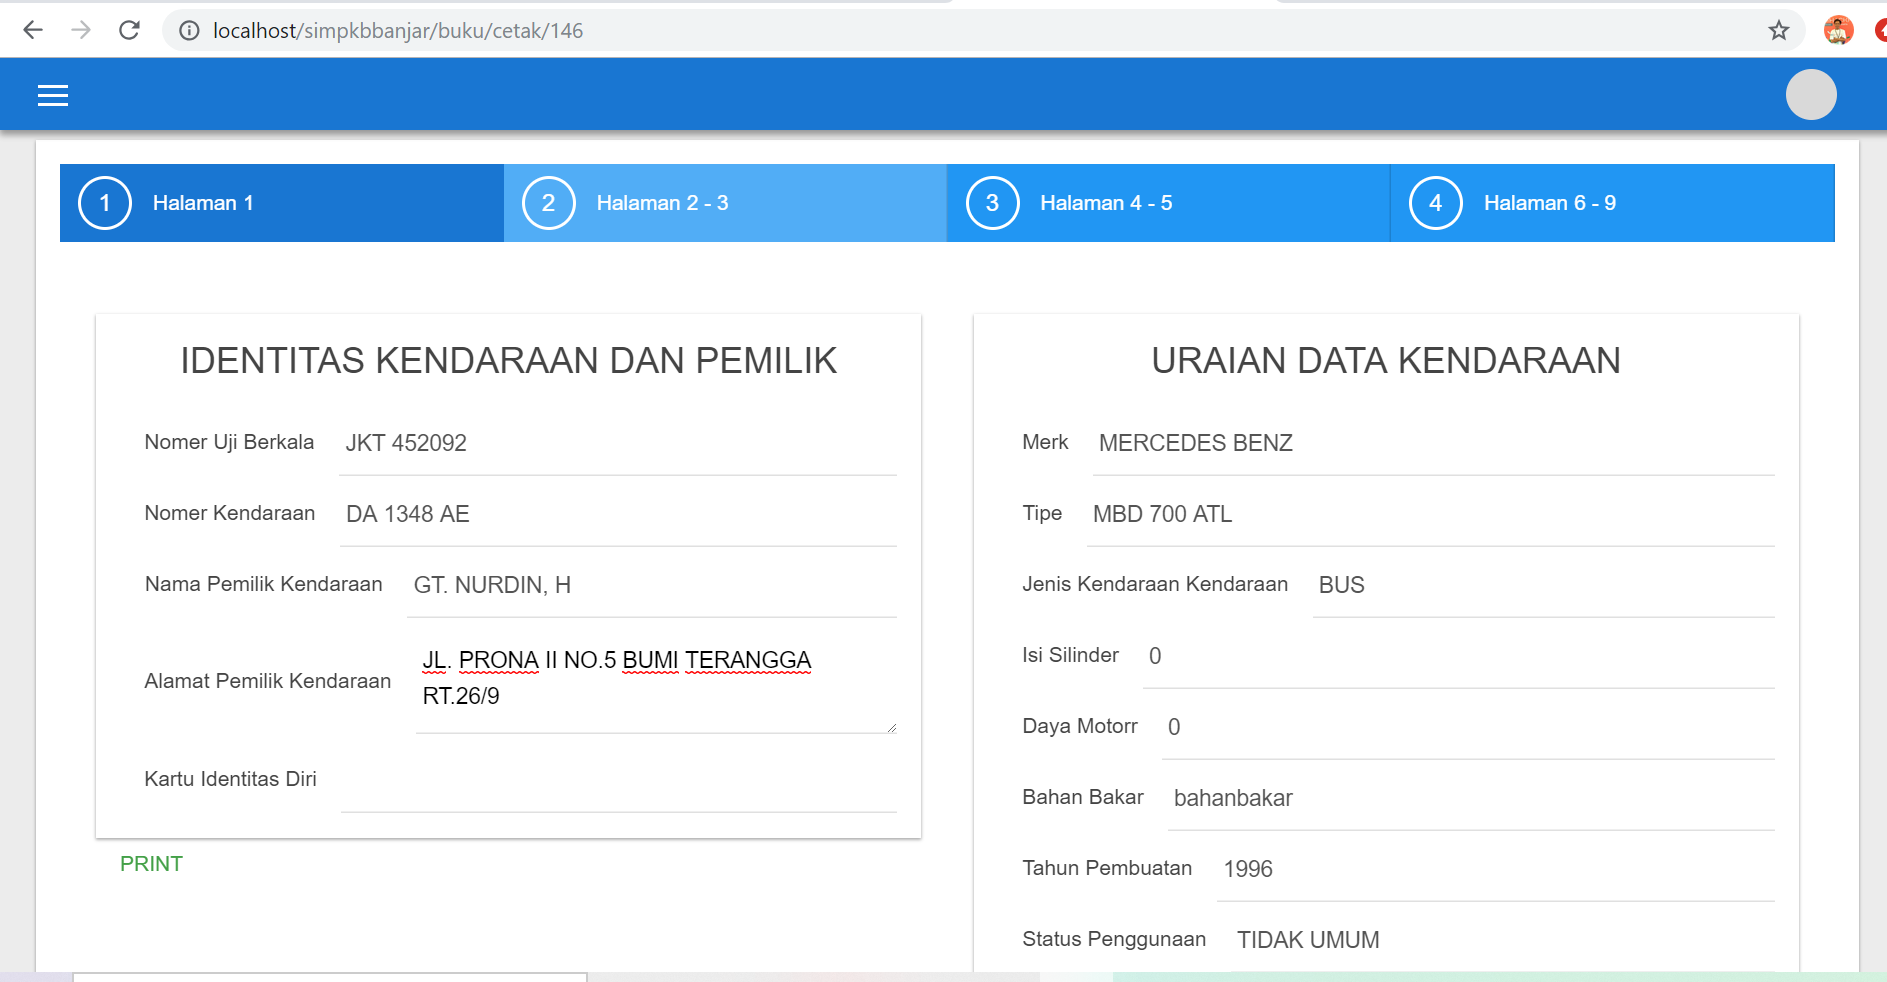 localhost/simpkbbanjar/buku/cetak/146
1 Halaman 1
2 Halaman 2 - 3
3 Halaman 4 - 5
4 Halaman 6 - 9
IDENTITAS KENDARAAN DAN PEMILIK
Nomer Uji Berkala JKT 452092
Nomer Kendaraan DA 1348 AE
Nama Pemilik Kendaraan GT. NURDIN, H
Alamat Pemilik Kendaraan JL. PRONA II NO.5 BUMI TERANGGA
RT.26/9
Kartu Identitas Diri
PRINT
URAIAN DATA KENDARAAN
Merk MERCEDES BENZ
Tipe MBD 700 ATL
Jenis Kendaraan Kendaraan BUS
Isi Silinder 0
Daya Motorr 0
Bahan Bakar bahanbakar
Tahun Pembuatan 1996
Status Penggunaan TIDAK UMUM